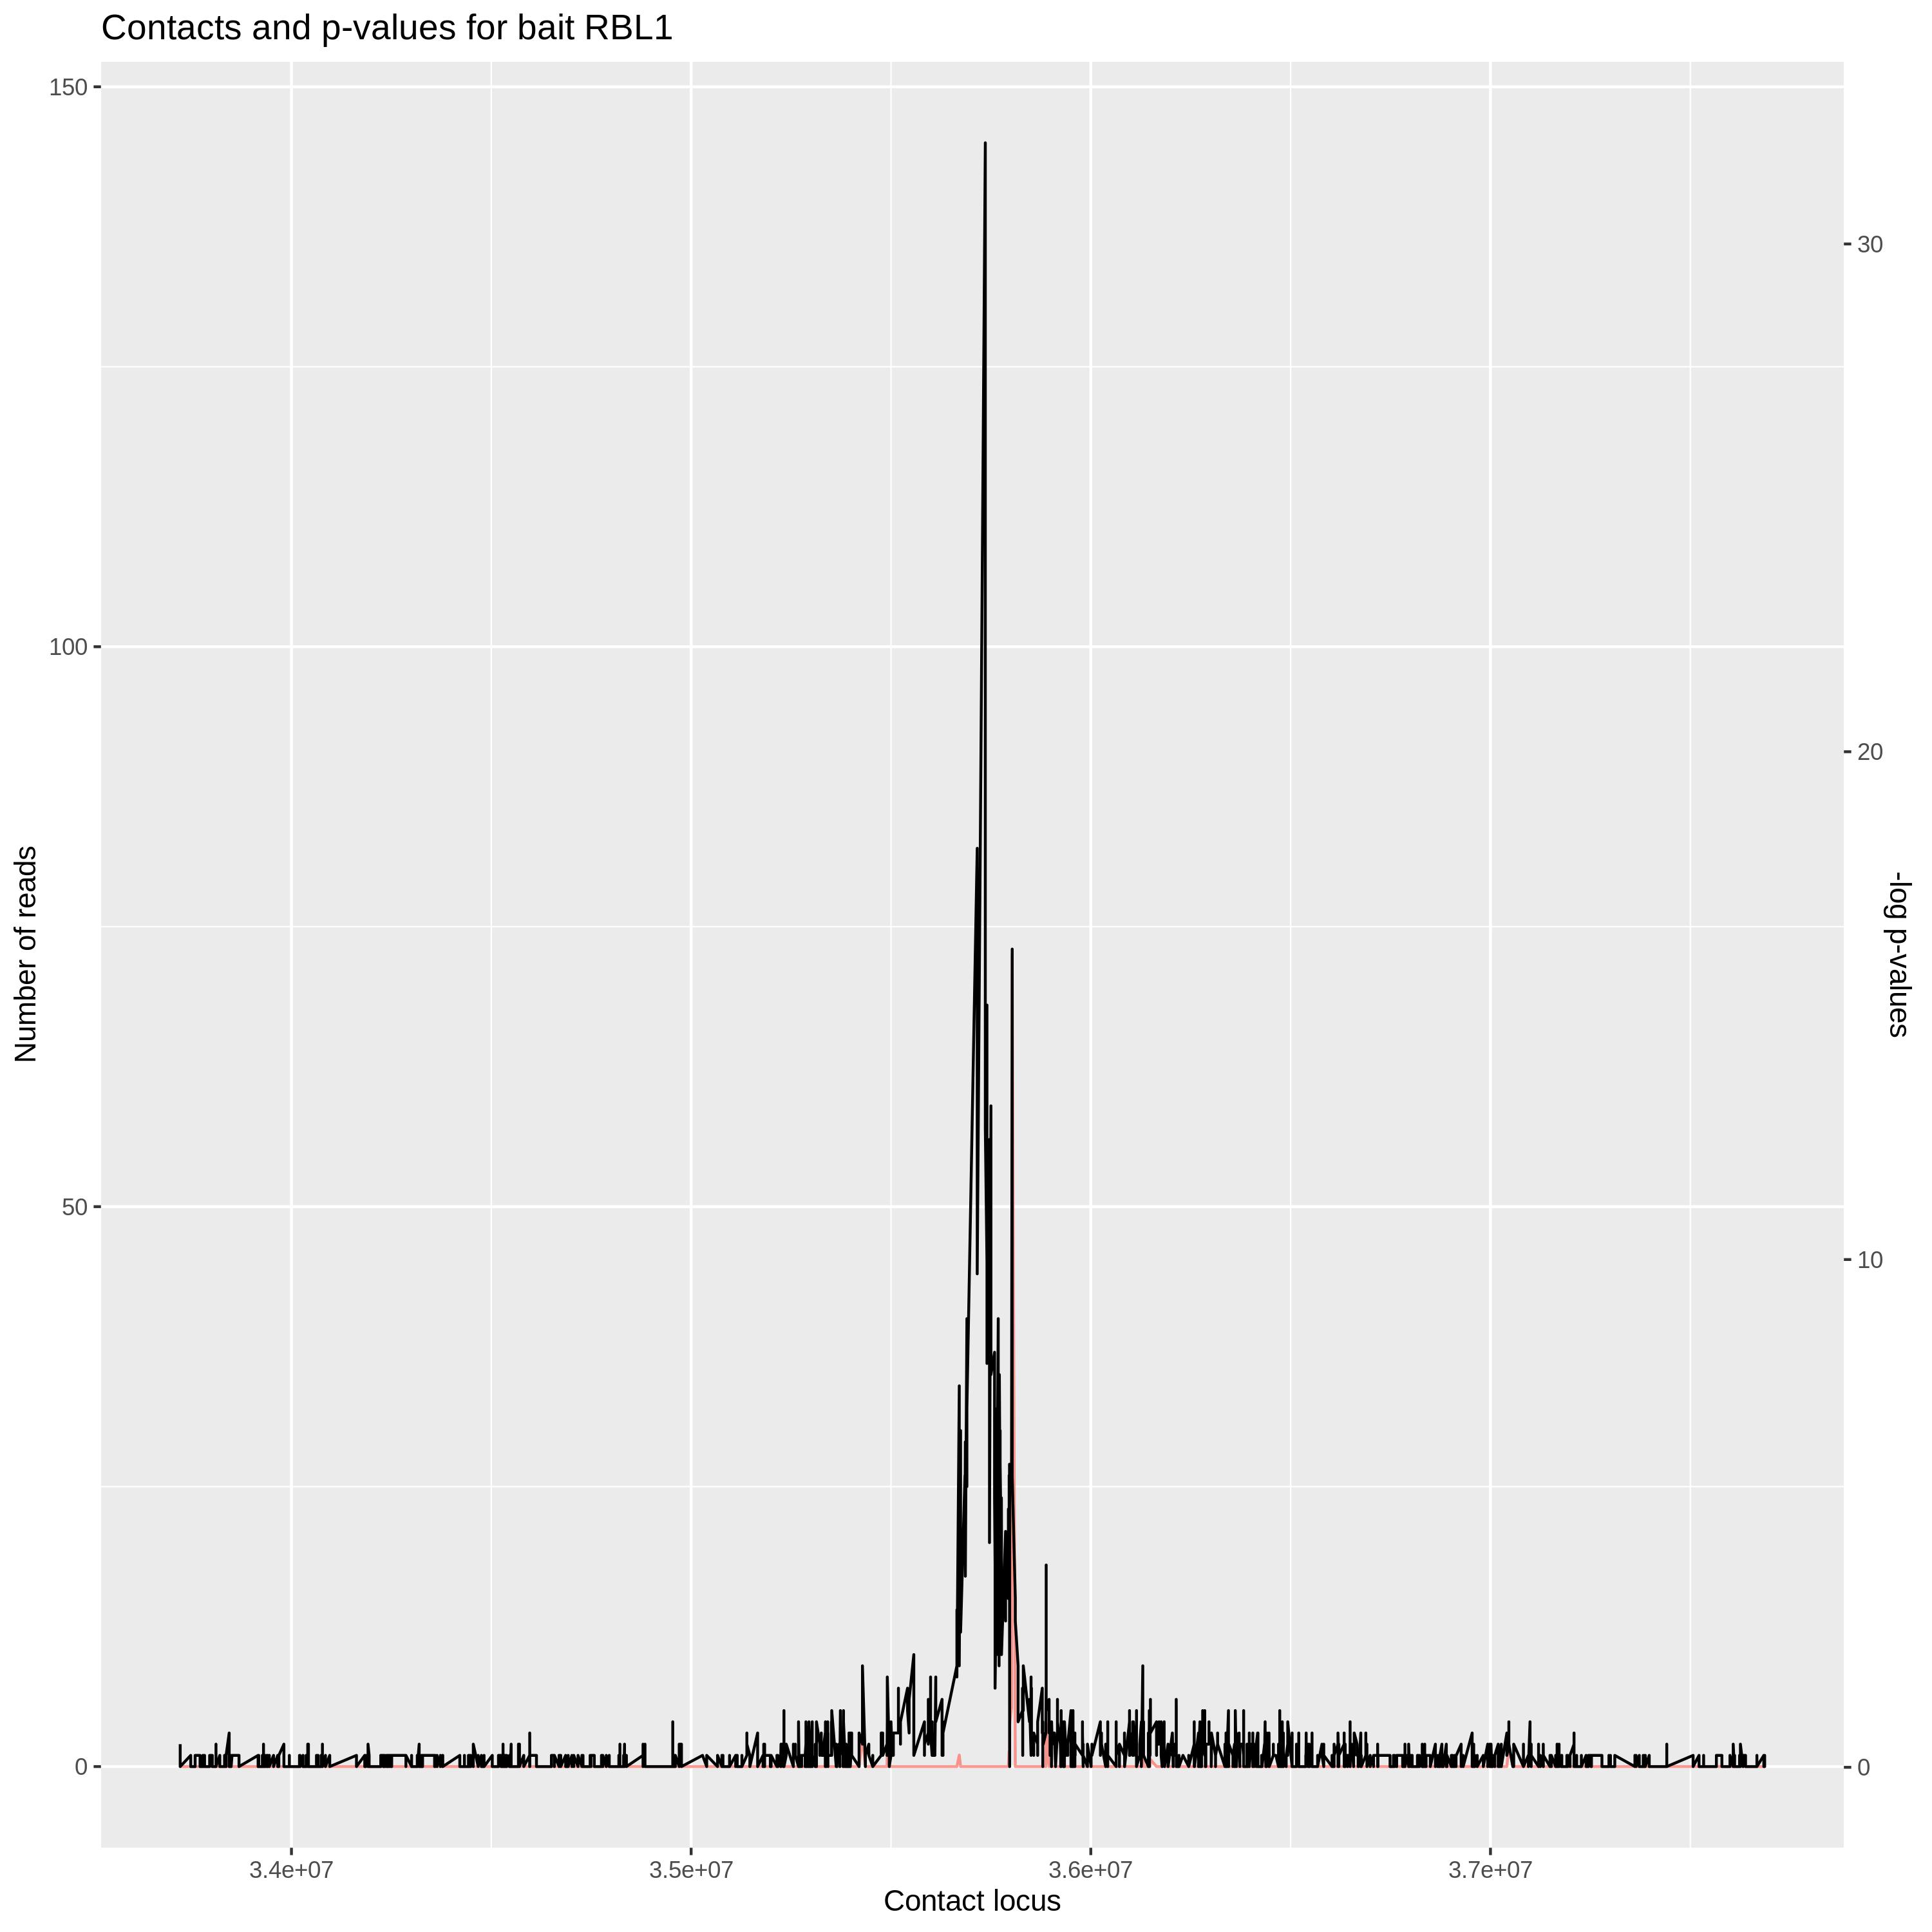 Contacts and p-values for bait RBL1
150
100
50
0
30
20
10
0
Number of reads
-log p-values
3.4e+07
3.5e+07
3.6e+07
3.7e+07
Contact locus